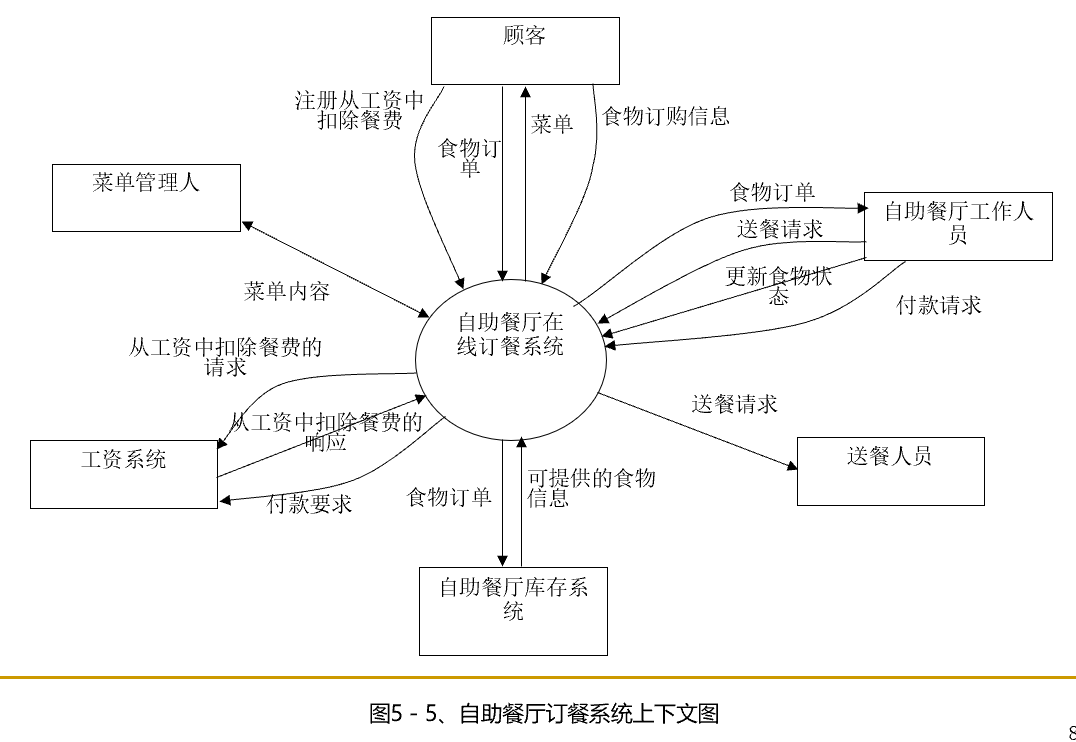 顾客
注册从工资中
扣除餐费
食物订
单
菜单
食物订购信息
菜单管理人
食物订单
自助餐厅工作人
员
送餐请求
更新食物状
态
付款请求
菜单内容
自助餐厅在
线订餐系统
从工资中扣除餐费的
请求
从工资中扣除餐费的
响应
送餐请求
工资系统
送餐人员
付款要求
食物订单
可提供的食物
信息
自助餐厅库存系
统
图5－5、自助餐厅订餐系统上下文图
8